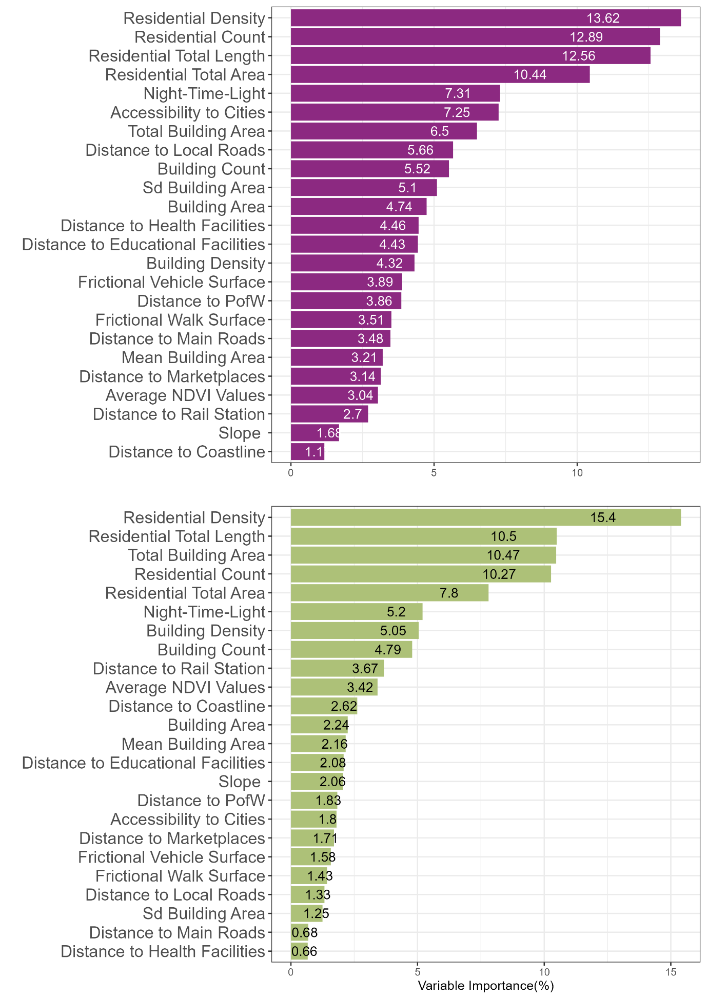 Residential Density 13.62
Residential Count 12.89
Residential Total Length 12.56
Residential Total Area 10.44
Night-Time-Light 7.31
Accessibility to Cities 7.25
Total Building Area 6.5
Distance to Local Roads 5.66
Building Count 5.52
Sd Building Area 5.1
Building Area 4.74
Distance to Health Facilities 4.46
Distance to Educational Facilities 4.43
Building Density 4.32
Frictional Vehicle Surface 3.89
Distance to PofW 3.86
Frictional Walk Surface 3.51
Distance to Main Roads 3.48
Mean Building Area 3.21
Distance to Marketplaces 3.14
Average NDVI Values 3.04
Distance to Rail Station 2.7
Slope 1.68
Distance to Coastline
0 5 10
Residential Density 15.4
Residential Total Length 10.5
Total Building Area 10.47
Residential Count 10.27
Residential Total Area 7.8
Night-Time-Light 5.2
Building Density 5.05
Building Count 4.79
Distance to Rail Station 3.67
Average NDVI Values 3.42
Distance to Coastline 2.62
Building Area 2.24
Mean Building Area 2.16
Distance to Educational Facilities 2.08
Slope 2.06
Distance to PofW 1.83
Accessibility to Cities 1.8
Distance to Marketplaces 1.71
Frictional Vehicle Surface 1.58
Frictional Walk Surface 1.43
Distance to Local Roads 1.33
Sd Building Area 1.25
Distance to Main Roads 0.68
Distance to Health Facilities 0.66
0 5 10 15
Variable Importance(%)